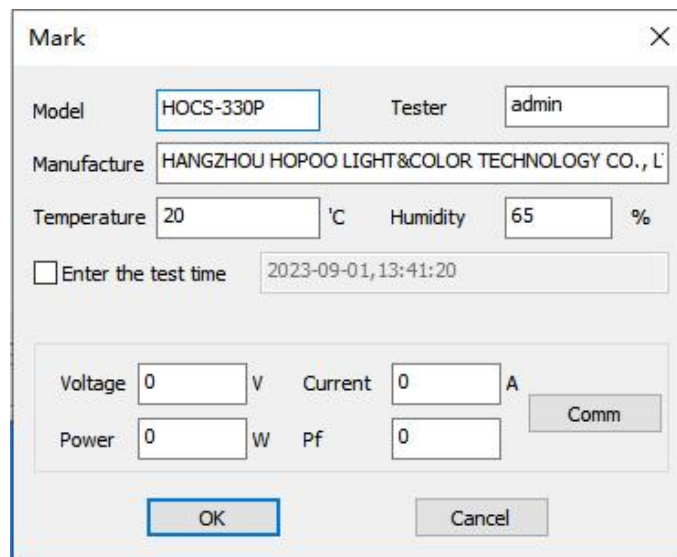 Mark
Model HOCS-330P Tester admin
Manufacture HANGZHOU HOPOO LIGHT&COLOR TECHNOLOGY CO., L
Temperature 20 'C Humidity 65 %
Enter the test time 2023-09-01,13:41:20
Voltage 0 V Current 0 A
Comm
Power 0 W Pf 0
OK Cancel